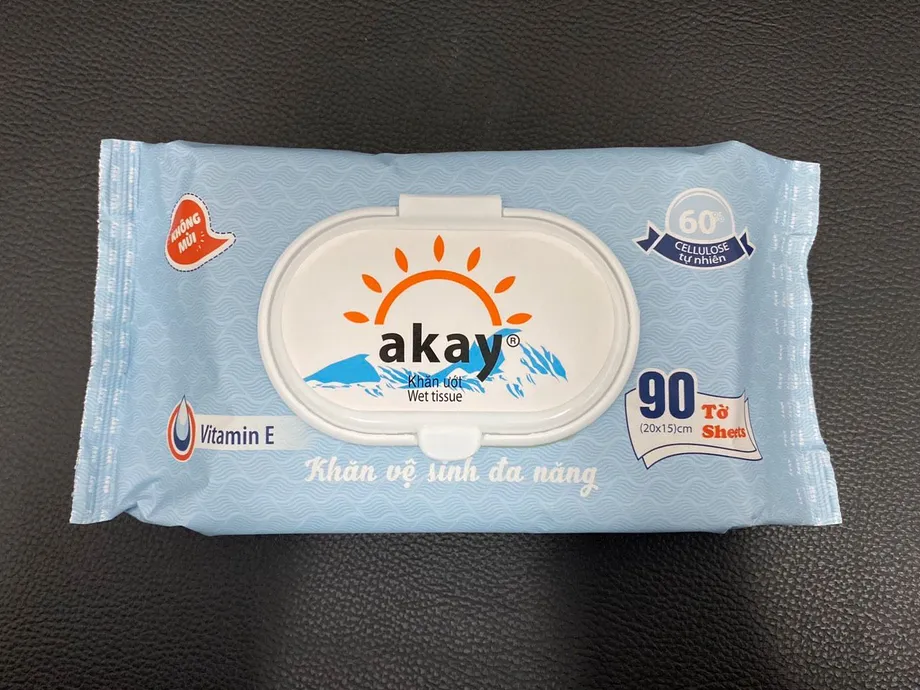 KHÔNG
MÙI
60%
CELLULOSE
tự nhiên
akay®
Khăn ướt
Wet tissue
90
Tờ
Sheets
(20x15)cm
Vitamin E
Khăn vệ sinh đa năng